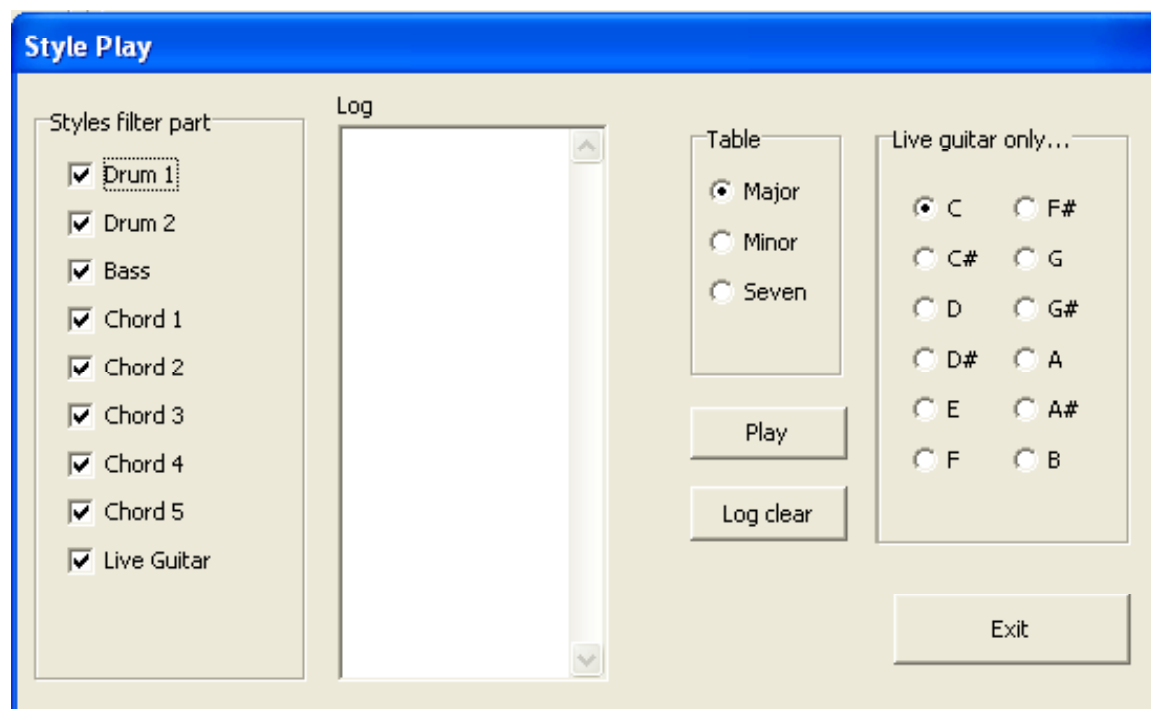 Style Play
Styles filter part
Drum 1
Drum 2
Bass
Chord 1
Chord 2
Chord 3
Chord 4
Chord 5
Live Guitar
Log
Table
Major
Minor
Seven
Play
Log clear
Live guitar only...
C F#
C# G
D G#
D# A
E A#
F B
Exit